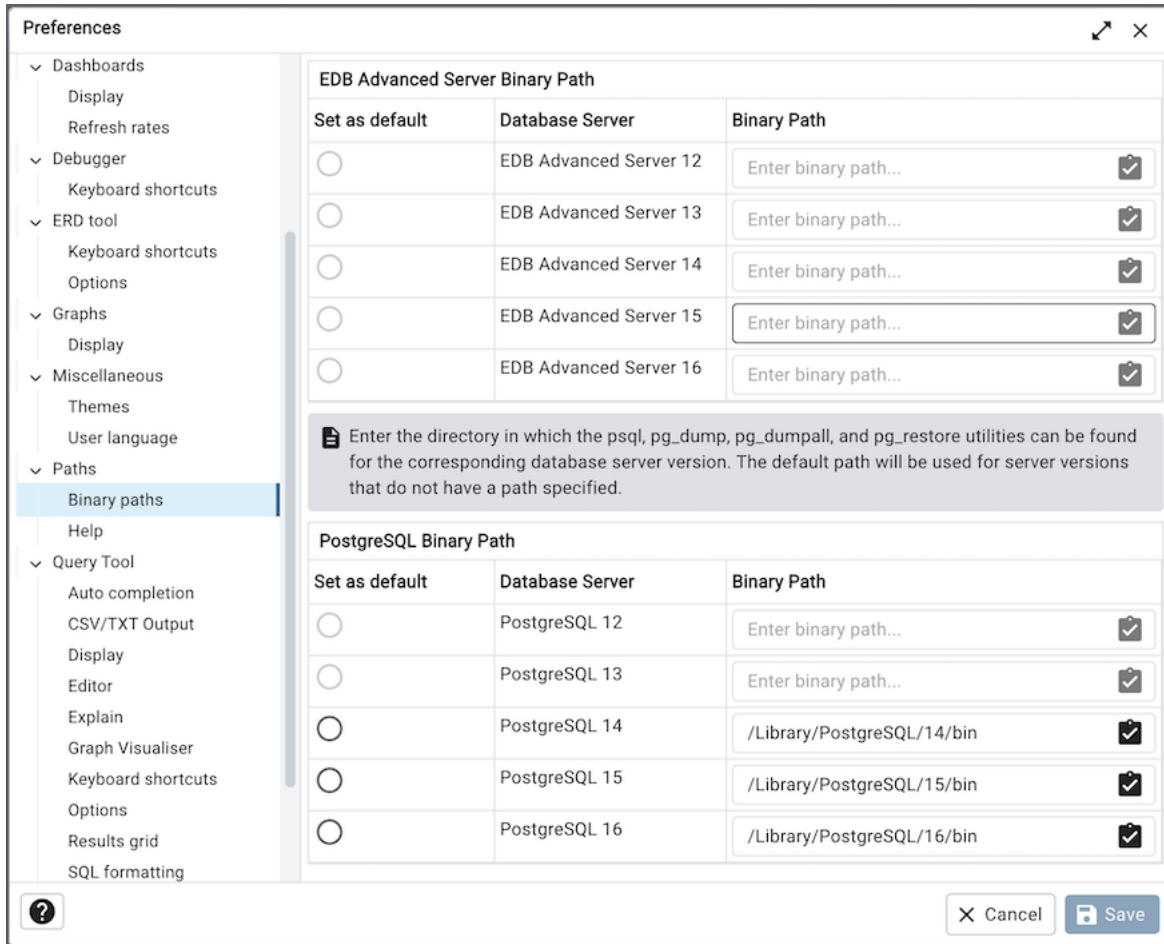 Preferences
Dashboards
Display
Refresh rates
Debugger
Keyboard shortcuts
ERD tool
Keyboard shortcuts
Options
Graphs
Display
Miscellaneous
Themes
User language
Paths
Binary paths
Help
Query Tool
Auto completion
CSV/TXT Output
Display
Editor
Explain
Graph Visualiser
Keyboard shortcuts
Options
Results grid
SQL formatting
EDB Advanced Server Binary Path
Set as default Database Server Binary Path
EDB Advanced Server 12 Enter binary path...
EDB Advanced Server 13 Enter binary path...
EDB Advanced Server 14 Enter binary path...
EDB Advanced Server 15 Enter binary path...
EDB Advanced Server 16 Enter binary path...
Enter the directory in which the psql, pg_dump, pg_dumpall, and pg_restore utilities can be found
for the corresponding database server version. The default path will be used for server versions
that do not have a path specified.
PostgreSQL Binary Path
Set as default Database Server Binary Path
PostgreSQL 12 Enter binary path...
PostgreSQL 13 Enter binary path...
PostgreSQL 14 /Library/PostgreSQL/14/bin
PostgreSQL 15 /Library/PostgreSQL/15/bin
PostgreSQL 16 /Library/PostgreSQL/16/bin
? Cancel Save